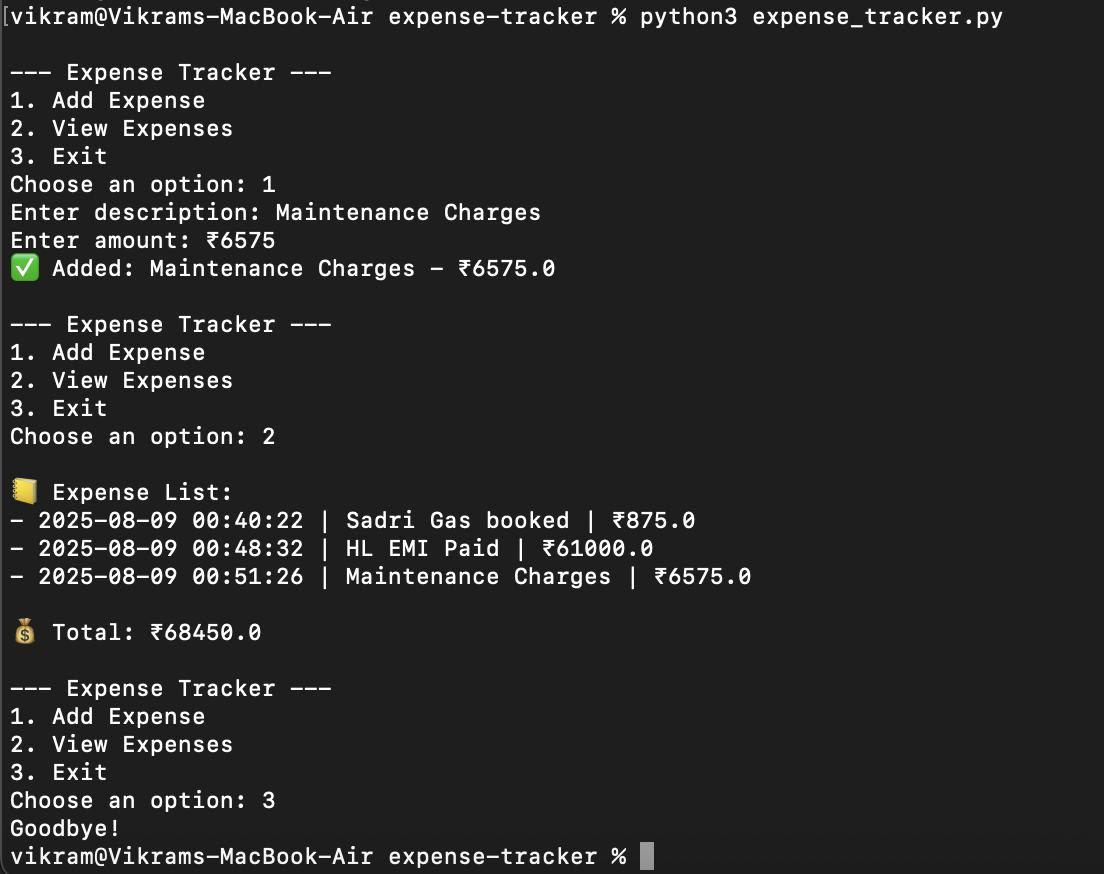 [vikram@Vikrams-MacBook-Air expense-tracker % python3 expense_tracker.py
--- Expense Tracker ---
1. Add Expense
2. View Expenses
3. Exit
Choose an option: 1
Enter description: Maintenance Charges
Enter amount: ₹6575
✅ Added: Maintenance Charges - ₹6575.0
--- Expense Tracker ---
1. Add Expense
2. View Expenses
3. Exit
Choose an option: 2
📒 Expense List:
- 2025-08-09 00:40:22 | Sadri Gas booked | ₹875.0
- 2025-08-09 00:48:32 | HL EMI Paid | ₹61000.0
- 2025-08-09 00:51:26 | Maintenance Charges | ₹6575.0
💰 Total: ₹68450.0
--- Expense Tracker ---
1. Add Expense
2. View Expenses
3. Exit
Choose an option: 3
Goodbye!
vikram@Vikrams-MacBook-Air expense-tracker %